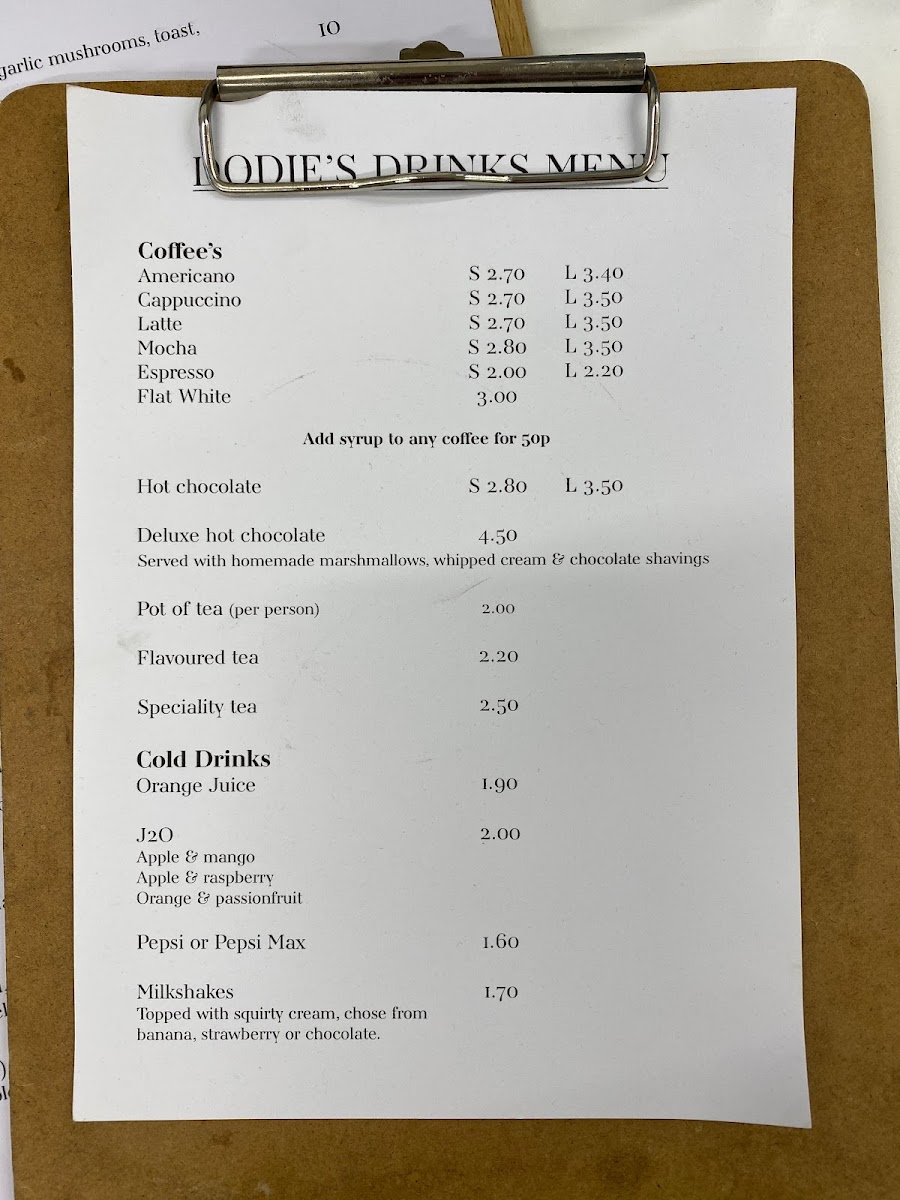 garlic mushrooms, toast, 10
DODIE'S DRINKS MENU
Coffee's
Americano S 2.70 L 3.40
Cappuccino S 2.70 L 3.50
Latte S 2.70 L 3.50
Mocha S 2.80 L 3.50
Espresso S 2.00 L 2.20
Flat White 3.00
Add syrup to any coffee for 50p
Hot chocolate S 2.80 L 3.50
Deluxe hot chocolate 4.50
Served with homemade marshmallows, whipped cream & chocolate shavings
Pot of tea (per person) 2.00
Flavoured tea 2.20
Speciality tea 2.50
Cold Drinks
Orange Juice 1.90
J2O 2.00
Apple & mango
Apple & raspberry
Orange & passionfruit
Pepsi or Pepsi Max 1.60
Milkshakes 1.70
Topped with squirty cream, chose from
banana, strawberry or chocolate.